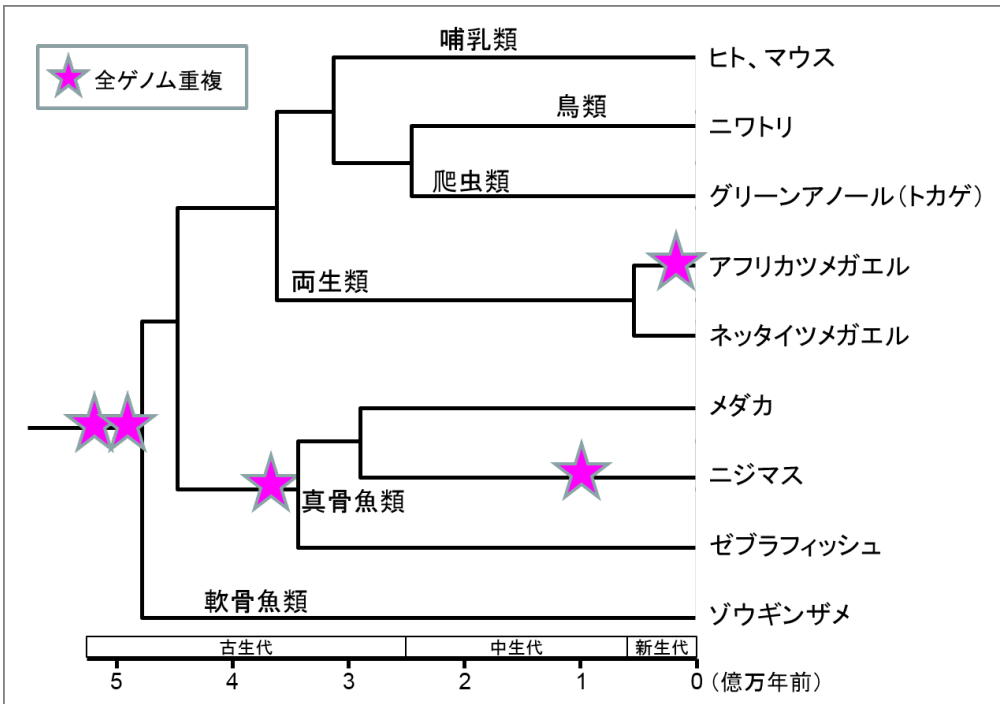 全ゲノム重複
哺乳類
ヒト、マウス
鳥類
ニワトリ
爬虫類
グリーンアノール（トカゲ）
アフリカツメガエル
両生類
ネッタイツメガエル
メダカ
ニジマス
真骨魚類
ゼブラフィッシュ
軟骨魚類
ゾウギンザメ
古生代 中生代 新生代
5 4 3 2 1 0 （億万年前）